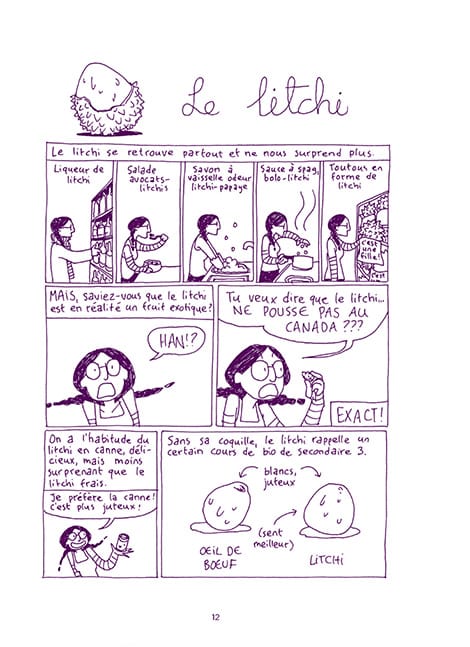 Le litchi
Le litchi se retrouve partout et ne nous surprend plus.
Liqueur de
litchi
Salade
avocats-
litchis
Savon à
vaisselle odeur
litchi-papaye
Sauce à spag.
bolo-litchi
Toutous en
forme de
litchi
c'est
une
fille!
c'est
MAIS, saviez-vous que le litchi
est en réalité un fruit exotique?
HAN!?
Tu veux dire que le litchi...
NE POUSSE PAS AU
CANADA ???
EXACT!
On a l'habitude du
litchi en canne, déli-
cieux, mais moins
surprenant que le
litchi frais.
Je préfère la canne!
c'est plus juteux!
Sans sa coquille, le litchi rappelle un
certain cours de bio de secondaire 3.
blancs,
juteux
(sent
meilleur)
OEIL DE
BOEUF
LITCHI
12